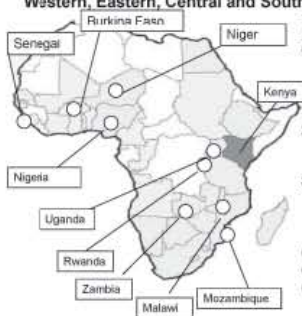 Western, Eastern, Central and South
Burkina Faso
Senegal
Niger
Kenya
Nigeria
Uganda
Rwanda
Zambia
Malawi
Mozambique